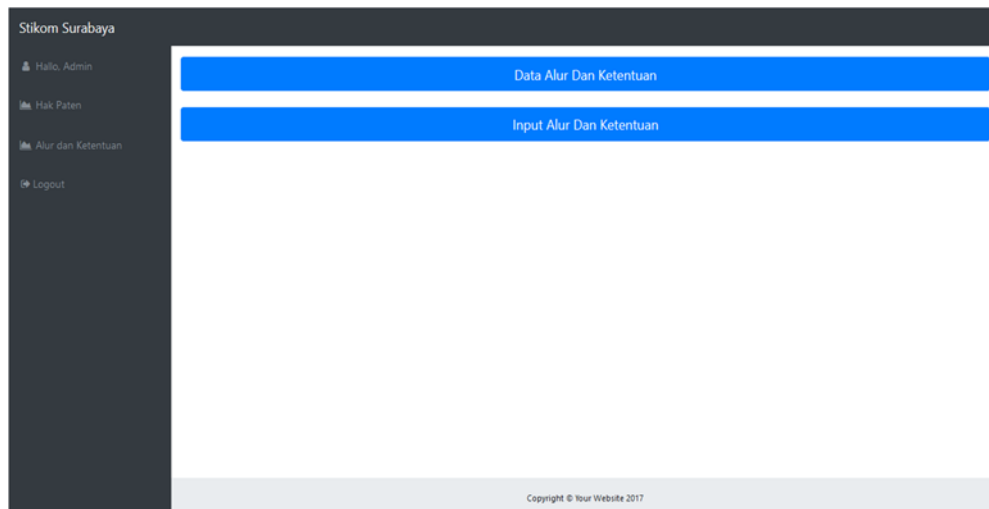 Stikom Surabaya
Hallo, Admin
Hak Paten
Alur dan Ketentuan
Logout
Data Alur Dan Ketentuan
Input Alur Dan Ketentuan
Copyright © Your Website 2017